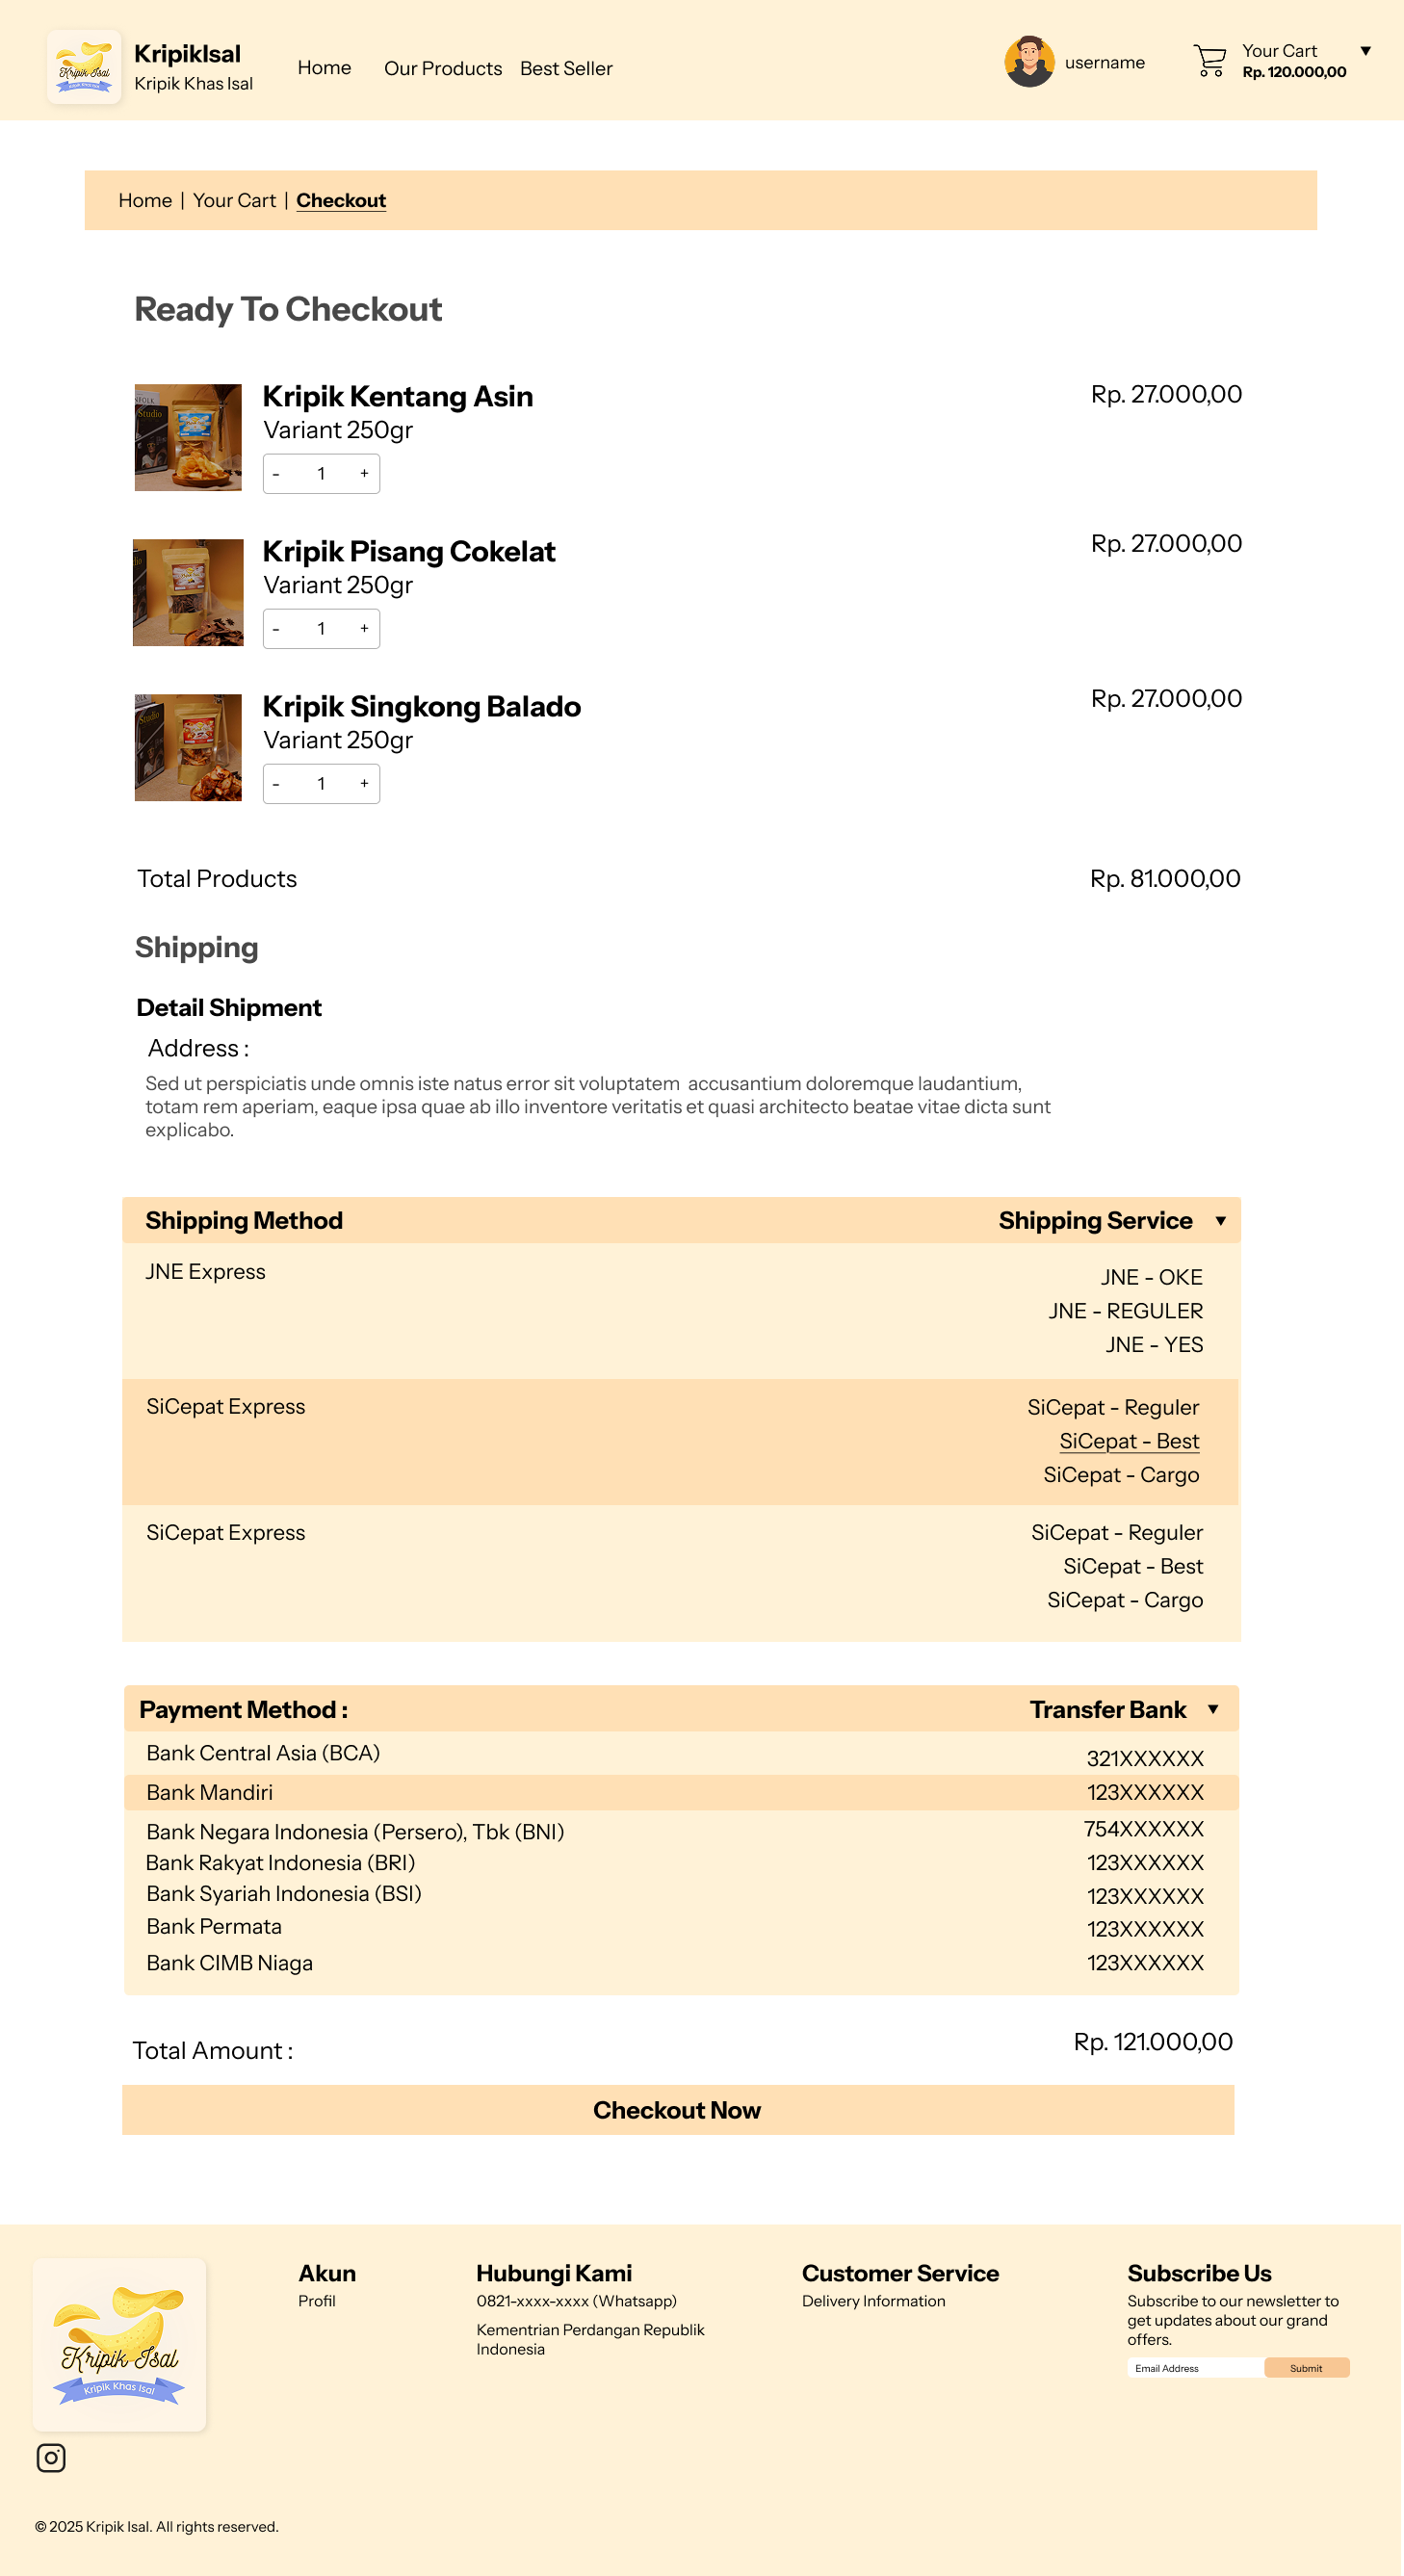 Kripik Isal
Kripik Khas Isal
KripikIsal
Kripik Khas Isal
Home
Our Products
Best Seller
username
Your Cart
▼
Rp. 120.000,00
Home | Your Cart | Checkout
Ready To Checkout
Studio
Kripik Kentang Asin
Rp. 27.000,00
Variant 250gr
- 1 +
Kripik Pisang Cokelat
Rp. 27.000,00
Variant 250gr
- 1 +
Studio
Kripik Singkong Balado
Rp. 27.000,00
Variant 250gr
- 1 +
Total Products
Rp. 81.000,00
Shipping
Detail Shipment
Address :
Sed ut perspiciatis unde omnis iste natus error sit voluptatem accusantium doloremque laudantium,
totam rem aperiam, eaque ipsa quae ab illo inventore veritatis et quasi architecto beatae vitae dicta sunt
explicabo.
Shipping Method
Shipping Service ▼
JNE Express
JNE - OKE
JNE - REGULER
JNE - YES
SiCepat Express
SiCepat - Reguler
SiCepat - Best
SiCepat - Cargo
SiCepat Express
SiCepat - Reguler
SiCepat - Best
SiCepat - Cargo
Payment Method :
Transfer Bank ▼
Bank Central Asia (BCA)
321XXXXXX
Bank Mandiri
123XXXXXX
Bank Negara Indonesia (Persero), Tbk (BNI)
754XXXXXX
Bank Rakyat Indonesia (BRI)
123XXXXXX
Bank Syariah Indonesia (BSI)
123XXXXXX
Bank Permata
123XXXXXX
Bank CIMB Niaga
123XXXXXX
Total Amount :
Rp. 121.000,00
Checkout Now
Kripik Isal
Kripik Khas Isal
Akun
Profil
Hubungi Kami
0821-xxxx-xxxx (Whatsapp)
Kementrian Perdangan Republik
Indonesia
Customer Service
Delivery Information
Subscribe Us
Subscribe to our newsletter to
get updates about our grand
offers.
Email Address
Submit
© 2025 Kripik Isal. All rights reserved.